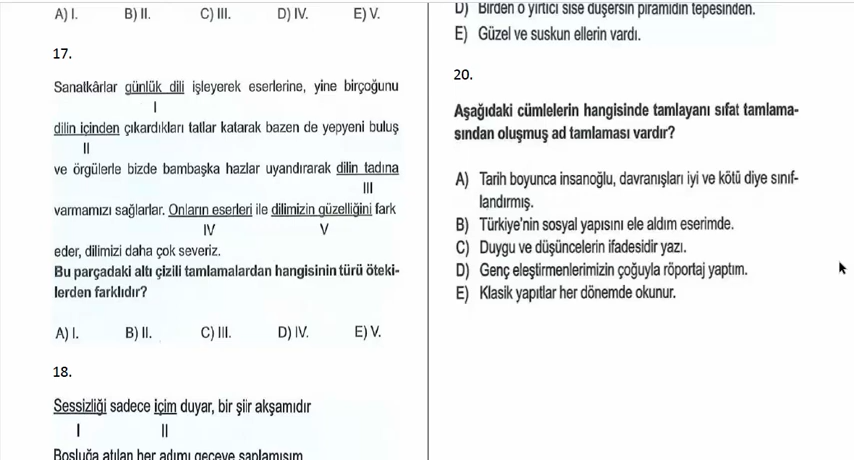 A) I. B) II. C) III. D) IV. E) V.
17.
Sanatkârlar günlük dili işleyerek eserlerine, yine birçoğunu
I
dilin içinden çıkardıkları tatlar katarak bazen de yepyeni buluş
II
ve örgülerle bizde bambaşka hazlar uyandırarak dilin tadına
III
varmamızı sağlarlar. Onların eserleri ile dilimizin güzelliğini fark
IV V
eder, dilimizi daha çok severiz.
Bu parçadaki altı çizili tamlamalardan hangisinin türü öteki-
lerden farklıdır?
A) I. B) II. C) III. D) IV. E) V.
18.
Sessizliği sadece içim duyar, bir şiir akşamıdır
I II
Boşluğa atılan her adımı geceye saplamışım
D) Birden o yırtıcı sise düşersin piramidin tepesinden.
E) Güzel ve suskun ellerin vardı.
20.
Aşağıdaki cümlelerin hangisinde tamlayanı sıfat tamlama-
sından oluşmuş ad tamlaması vardır?
A) Tarih boyunca insanoğlu, davranışları iyi ve kötü diye sınıf-
landırmış.
B) Türkiye'nin sosyal yapısını ele aldım eserimde.
C) Duygu ve düşüncelerin ifadesidir yazı.
D) Genç eleştirmenlerimizin çoğuyla röportaj yaptım.
E) Klasik yapıtlar her dönemde okunur.